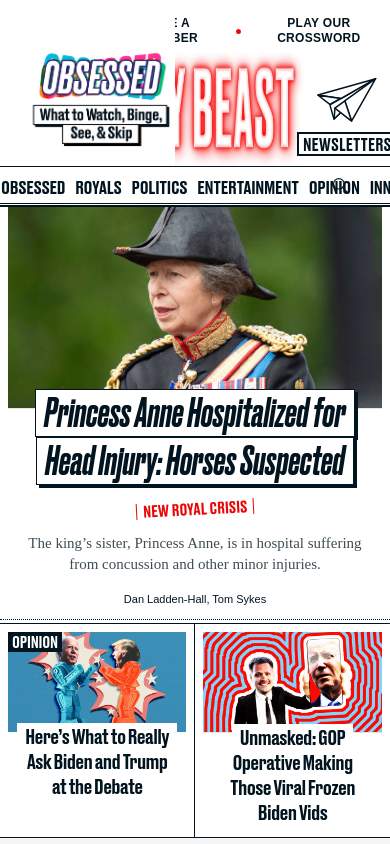 E A
PLAY OUR
BER
CROSSWORD
OBSESSED
What to Watch, Binge,
See, & Skip
Y BEAST
NEWSLETTERS
OBSESSED ROYALS POLITICS ENTERTAINMENT OPINION INN
Princess Anne Hospitalized for
Head Injury: Horses Suspected
NEW ROYAL CRISIS
The king's sister, Princess Anne, is in hospital suffering
from concussion and other minor injuries.
Dan Ladden-Hall, Tom Sykes
OPINION
Here's What to Really
Ask Biden and Trump
at the Debate
Unmasked: GOP
Operative Making
Those Viral Frozen
Biden Vids